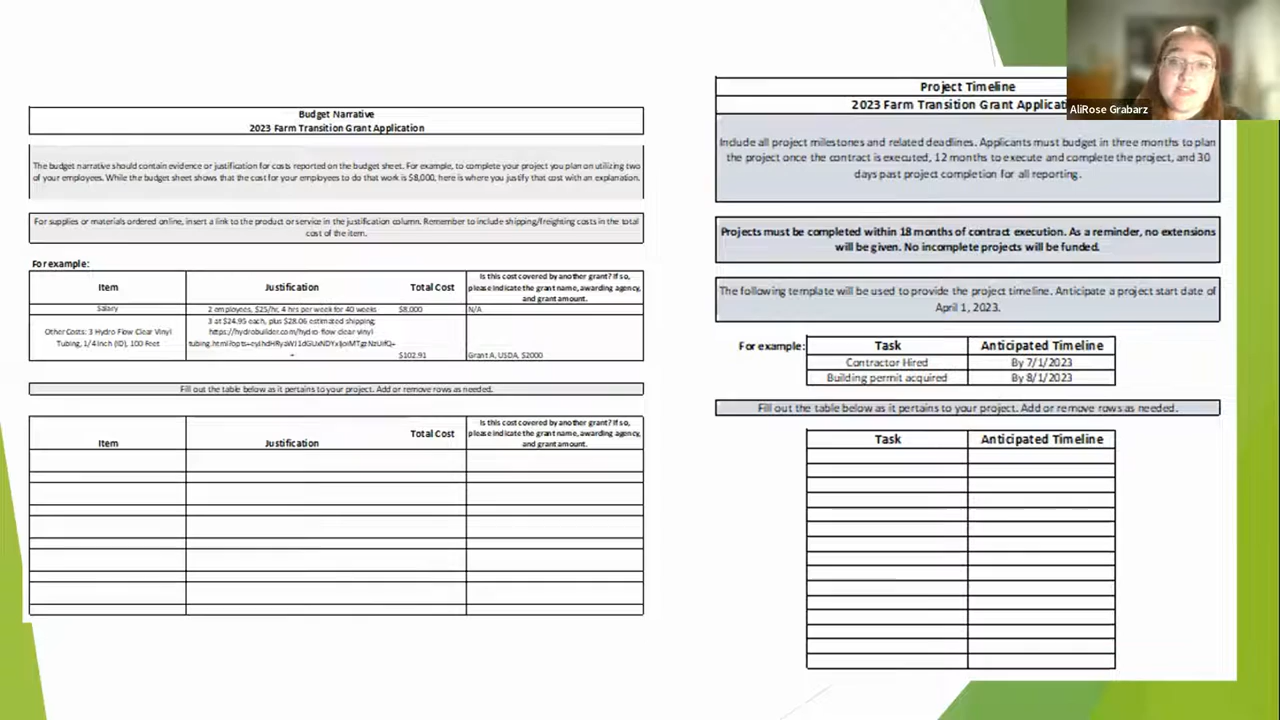 Budget Narrative
2023 Farm Transition Grant Application
The budget narrative should contain evidence or justification for costs reported on the budget sheet. For example, to complete your project you plan on utilizing two
of your employees. While the budget sheet shows that the cost for your employees to do that work is $8,000, here is where you justify that cost with an explanation.
For supplies or materials ordered online, insert a link to the product or service in the justification column. Remember to include shipping/freighting costs in the total
cost of the item.
For example:
Item Justification Total Cost Is this cost covered by another grant? If so,
please indicate the grant name, awarding agency,
and grant amount.
Salary 2 employees, $25/hr, 4 hrs per week for 40 weeks $8,000 N/A
Other Costs: 3 Hydro Flow Clear Vinyl
Tubing, 1/4 Inch (ID), 100 Feet
3 at $24.95 each, plus $28.06 estimated shipping:
$102.91 Grant A, USDA, $2000
Fill out the table below as it pertains to your project. Add or remove rows as needed.
Item Justification Total Cost Is this cost covered by another grant? If so,
please indicate the grant name, awarding agency,
and grant amount.
Project Timeline
2023 Farm Transition Grant
Include all project milestones and related deadlines. Applicants must budget in three months to plan
the project once the contract is executed, 12 months to execute and complete the project, and 30
days past project completion for all reporting.
Projects must be completed within 18 months of contract execution. As a reminder, no extensions
will be given. No incomplete projects will be funded.
The following template will be used to provide the project timeline. Anticipate a project start date of
April 1, 2023.
For example: Task Anticipated Timeline
Contractor Hired By 7/1/2023
Building permit acquired By 8/1/2023
Fill out the table below as it pertains to your project. Add or remove rows as needed.
Task Anticipated Timeline
AliRose Grabarz